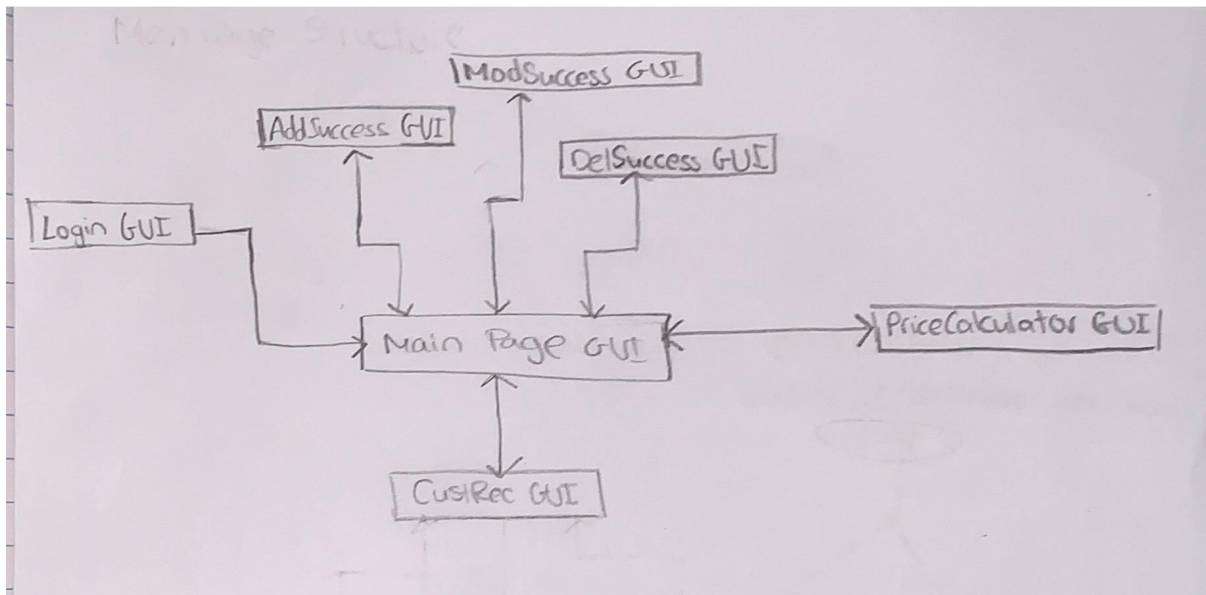 ModSuccess GUI
AddSuccess GUI
DelSuccess GUI
Login GUI
Main Page GUI
PriceCalculator GUI
CustRec GUI